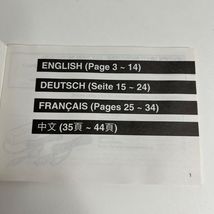 ENGLISH (Page 3 ~ 14)
DEUTSCH (Seite 15 ~ 24)
FRANÇAIS (Pages 25 ~ 34)
中文 (35頁 ~ 44頁)
1